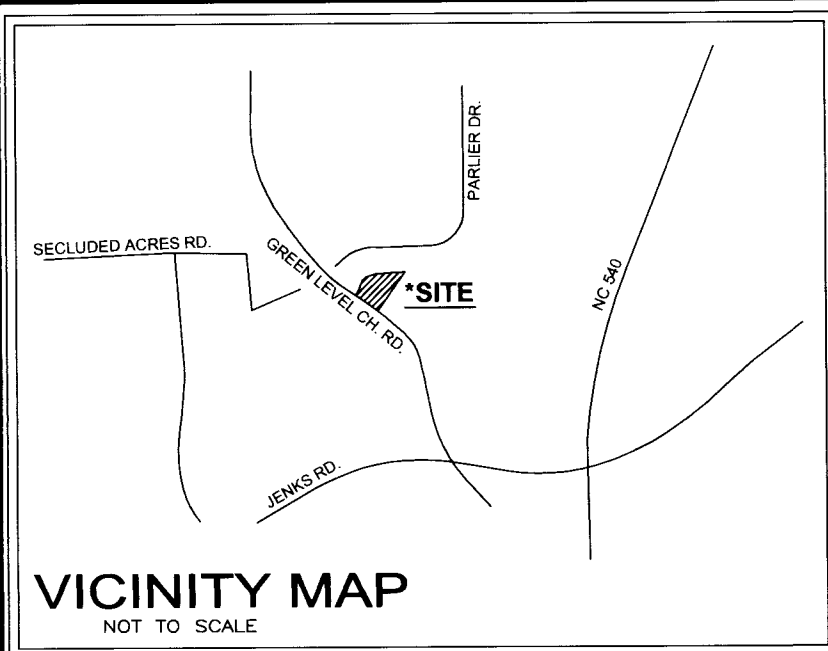 PARLIER DR.
SECLUDED ACRES RD.
GREEN LEVEL CH. RD.
*SITE
NC 540
JENKS RD.
VICINITY MAP
NOT TO SCALE